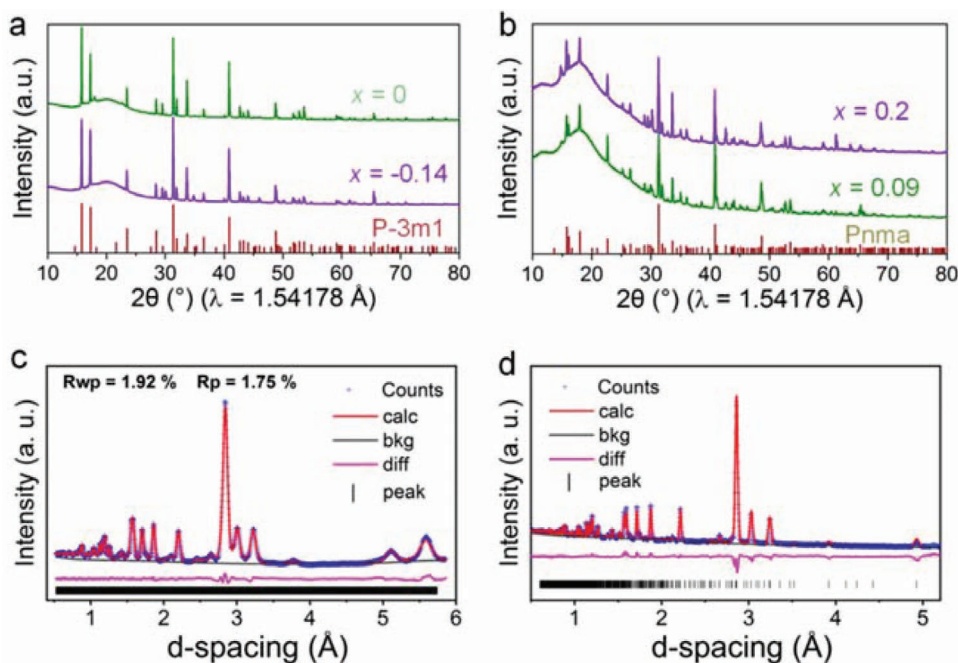 a
Intensity (a.u.)
x = 0
x = -0.14
P-3m1
10 20 30 40 50 60 70 80
2θ (°) (λ = 1.54178 Å)
b
Intensity (a.u.)
x = 0.2
x = 0.09
Pnma
10 20 30 40 50 60 70 80
2θ (°) (λ = 1.54178 Å)
c
Rwp = 1.92 % Rp = 1.75 %
Counts
calc
bkg
diff
peak
Intensity (a. u.)
1 2 3 4 5 6
d-spacing (Å)
d
Counts
calc
bkg
diff
peak
Intensity (a. u.)
1 2 3 4 5
d-spacing (Å)